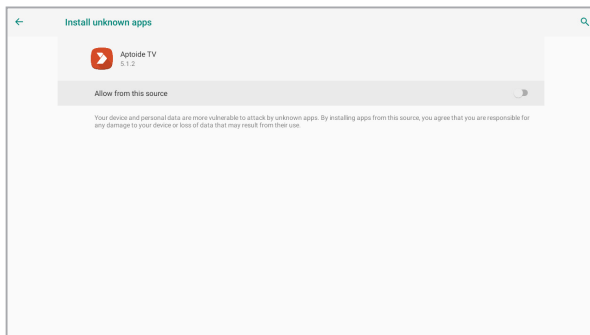 Install unknown apps
Aptoide TV
5.1.2
Allow from this source
Your device and personal data are more vulnerable to attack by unknown apps. By installing apps from this source, you agree that you are responsible for
any damage to your device or loss of data that may result from their use.